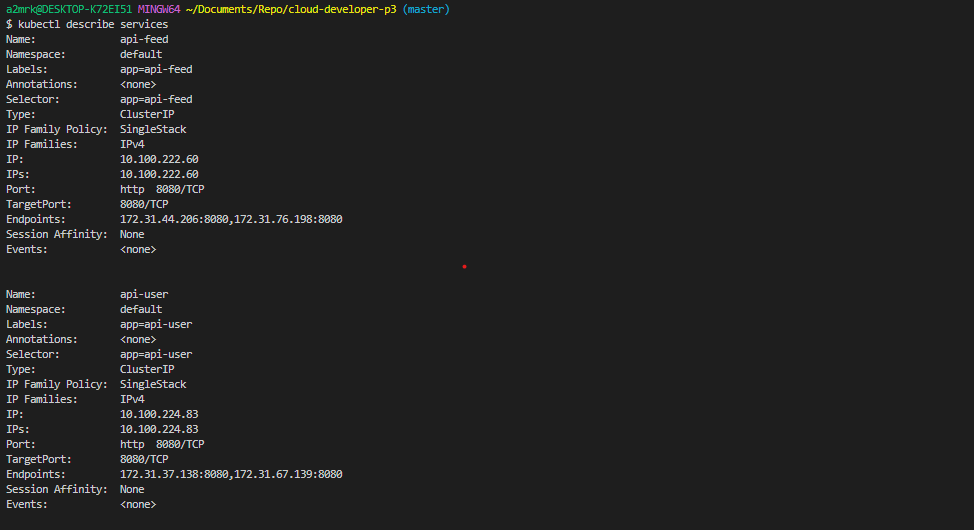 a2mrk@DESKTOP-K72EI51 MINGW64 ~/Documents/Repo/cloud-developer-p3 (master)
$ kubectl describe services
Name:              api-feed
Namespace:         default
Labels:            app=api-feed
Annotations:       <none>
Selector:          app=api-feed
Type:              ClusterIP
IP Family Policy:  SingleStack
IP Families:       IPv4
IP:                10.100.222.60
IPs:               10.100.222.60
Port:              http  8080/TCP
TargetPort:        8080/TCP
Endpoints:         172.31.44.206:8080,172.31.76.198:8080
Session Affinity:  None
Events:            <none>
Name:              api-user
Namespace:         default
Labels:            app=api-user
Annotations:       <none>
Selector:          app=api-user
Type:              ClusterIP
IP Family Policy:  SingleStack
IP Families:       IPv4
IP:                10.100.224.83
IPs:               10.100.224.83
Port:              http  8080/TCP
TargetPort:        8080/TCP
Endpoints:         172.31.37.138:8080,172.31.67.139:8080
Session Affinity:  None
Events:            <none>